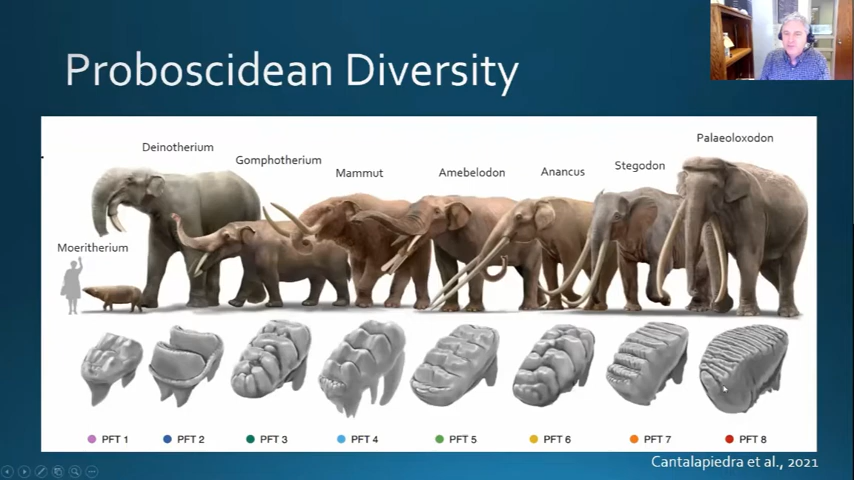 Proboscidean Diversity
Palaeoloxodon
Deinotherium
Gomphotherium
Mammut
Amebelodon
Anancus
Stegodon
Moeritherium
PFT 1
PFT 2
PFT 3
PFT 4
PFT 5
PFT 6
PFT 7
PFT 8
Cantalapiedra et al., 2021